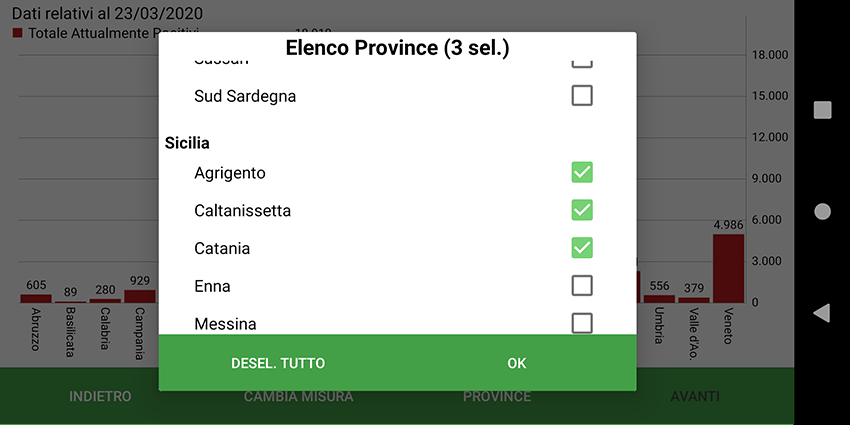 Dati relativi al 23/03/2020
Totale Attualmente Positivi
18.000
15.000
12.000
9.000
6.000
3.000
0
605
89
280
929
556
379
4.986
Abruzzo
Basilicata
Calabria
Campania
Umbria
Valle d'Ao.
Veneto
Elenco Province (3 sel.)
Sassari
Sud Sardegna
Sicilia
Agrigento
Caltanissetta
Catania
Enna
Messina
DESEL. TUTTO
OK
INDIETRO
CAMBIA MISURA
PROVINCE
AVANTI